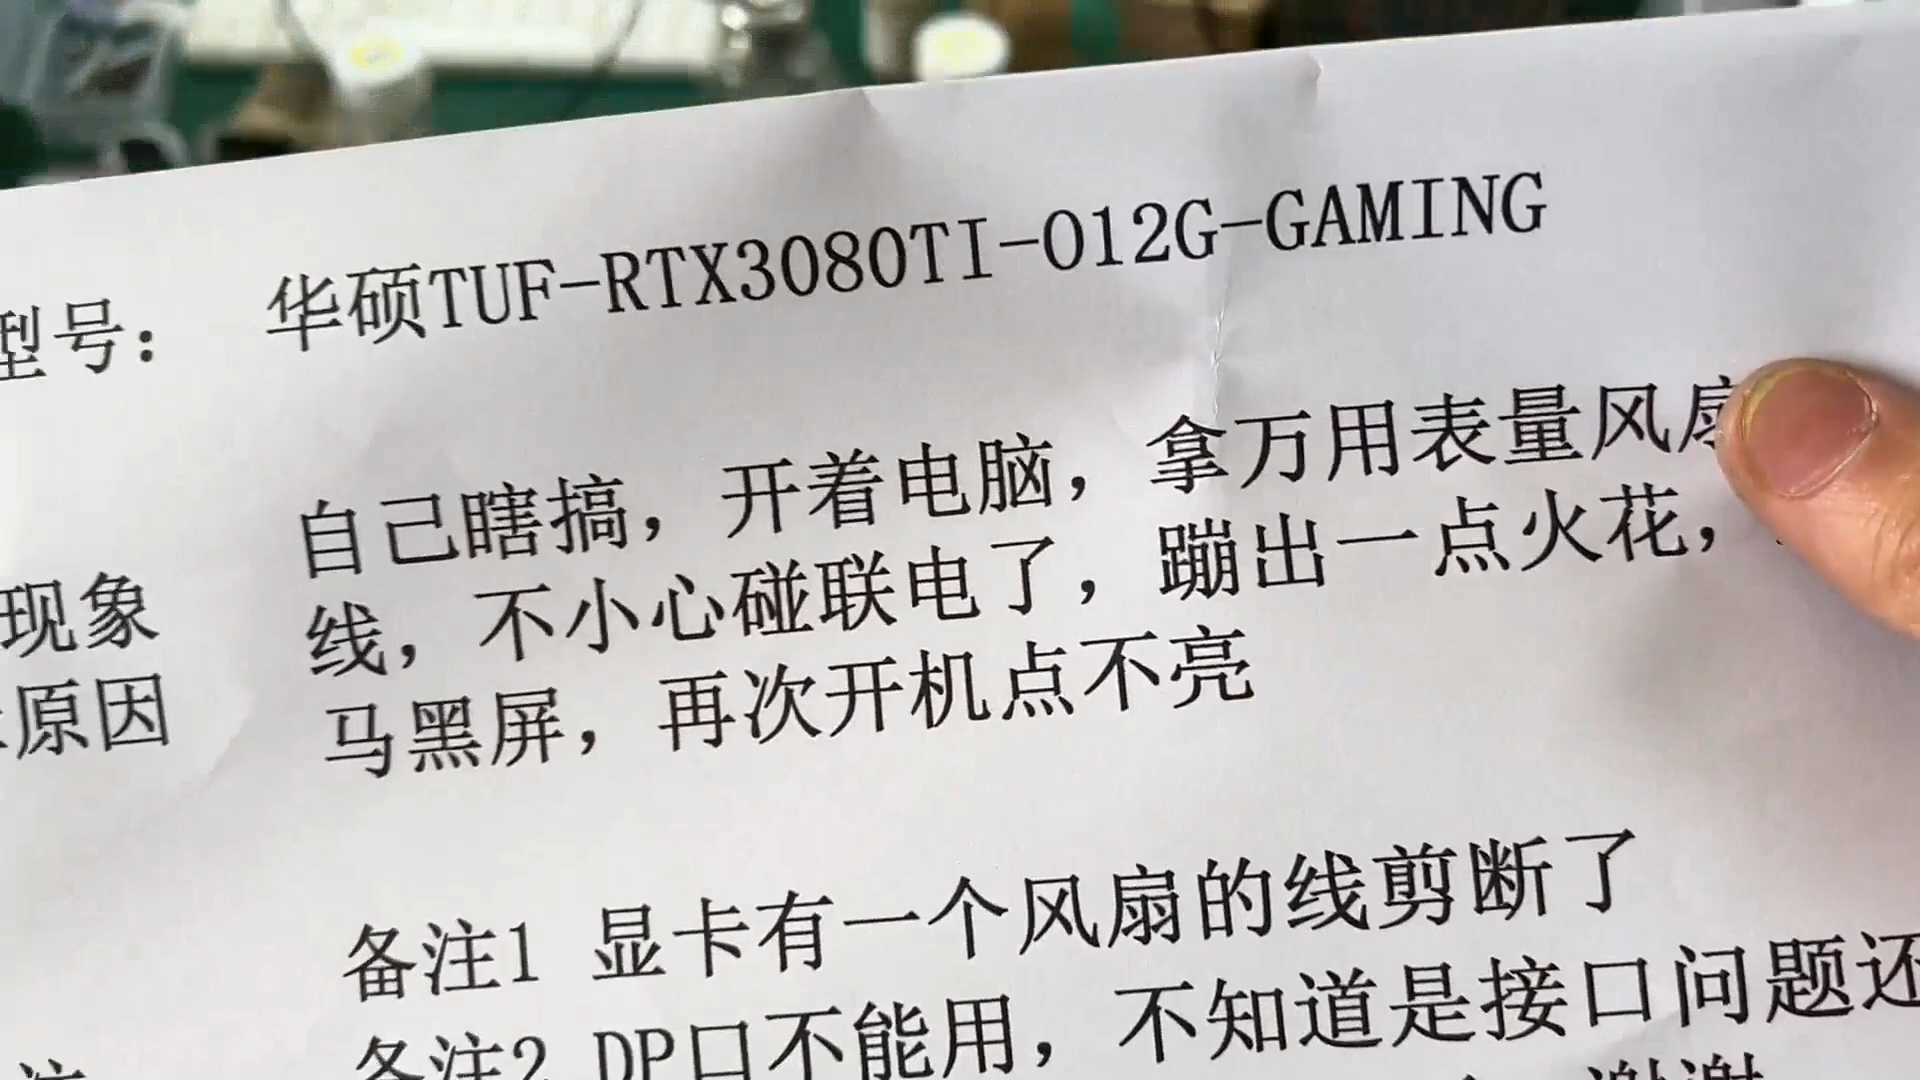 型号： 华硕TUF-RTX3080TI-O12G-GAMING
自己瞎搞，开着电脑，拿万用表量风扇
线，不小心碰联电了，蹦出一点火花，
现象
马黑屏，再次开机点不亮
原因
备注1 显卡有一个风扇的线剪断了
备注2 DP口不能用，不知道是接口问题还
谢谢